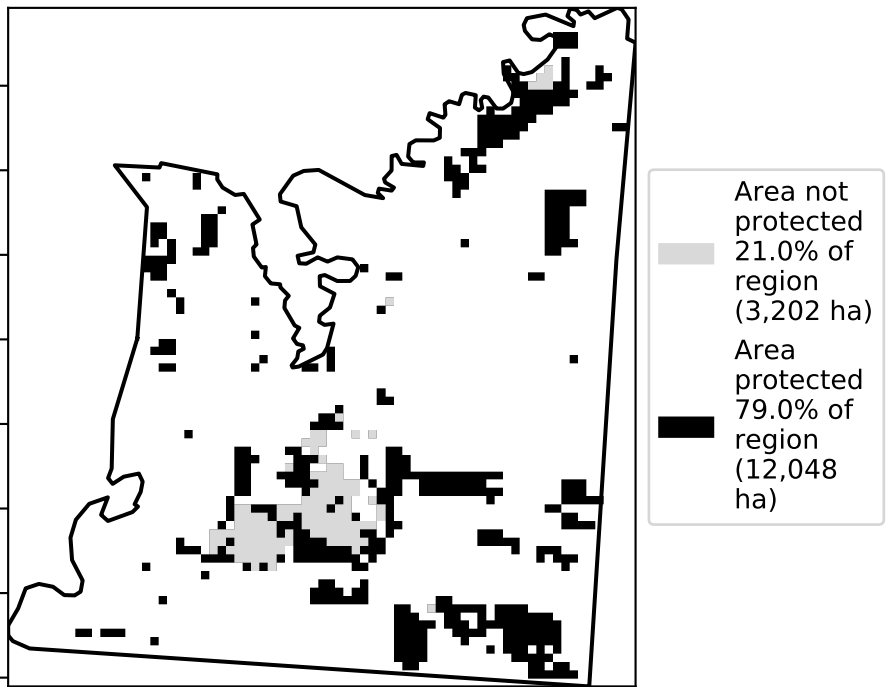 Area not
protected
21.0% of
region
(3,202 ha)
Area
protected
79.0% of
region
(12,048
ha)